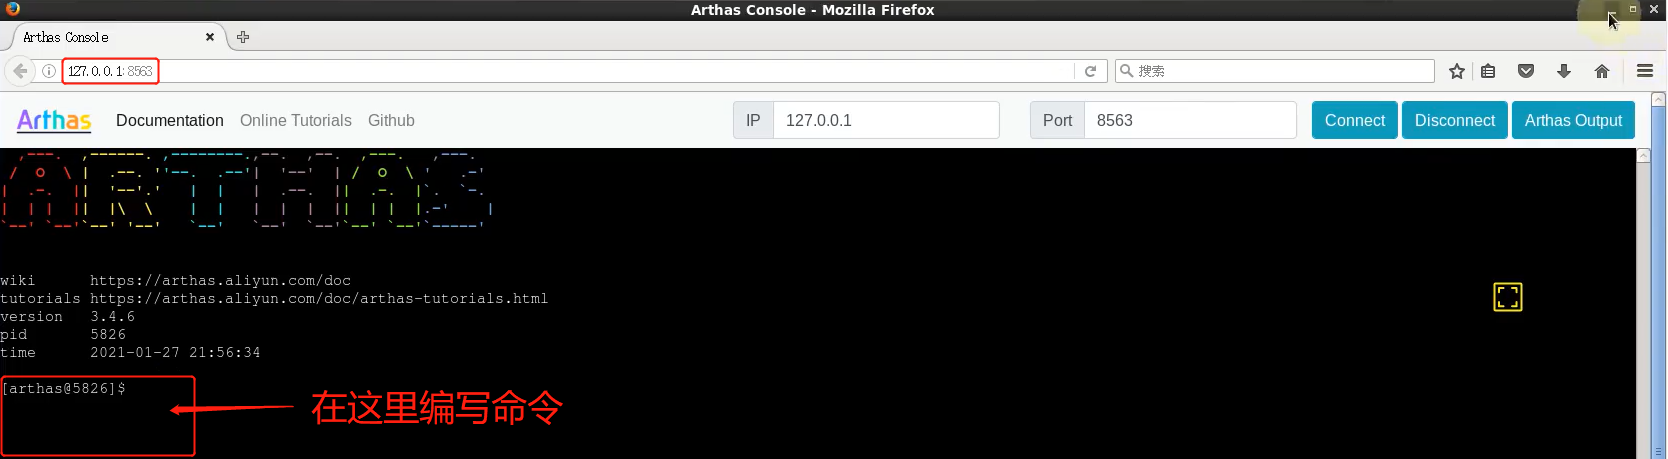 Arthas Console - Mozilla Firefox
Arthas Console
127.0.0.1:8563
搜索
Arthas Documentation Online Tutorials Github IP 127.0.0.1 Port 8563 Connect Disconnect Arthas Output
ARTHAS
wiki https://arthas.aliyun.com/doc
tutorials https://arthas.aliyun.com/doc/arthas-tutorials.html
version 3.4.6
pid 5826
time 2021-01-27 21:56:34
[arthas@5826]$
在这里编写命令